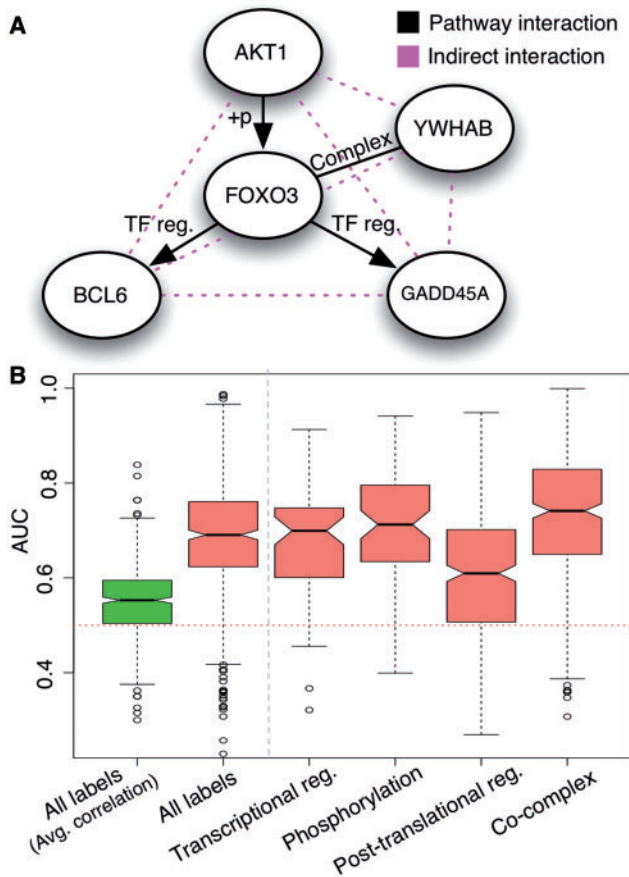 A
Pathway interaction
Indirect interaction
AKT1
+p
YWHAB
Complex
FOXO3
TF reg.
TF reg.
BCL6
GADD45A
B
AUC
1.0
0.8
0.6
0.4
All labels
(Avg. correlation)
All labels
Transcriptional reg.
Phosphorylation
Post-translational reg.
Co-complex